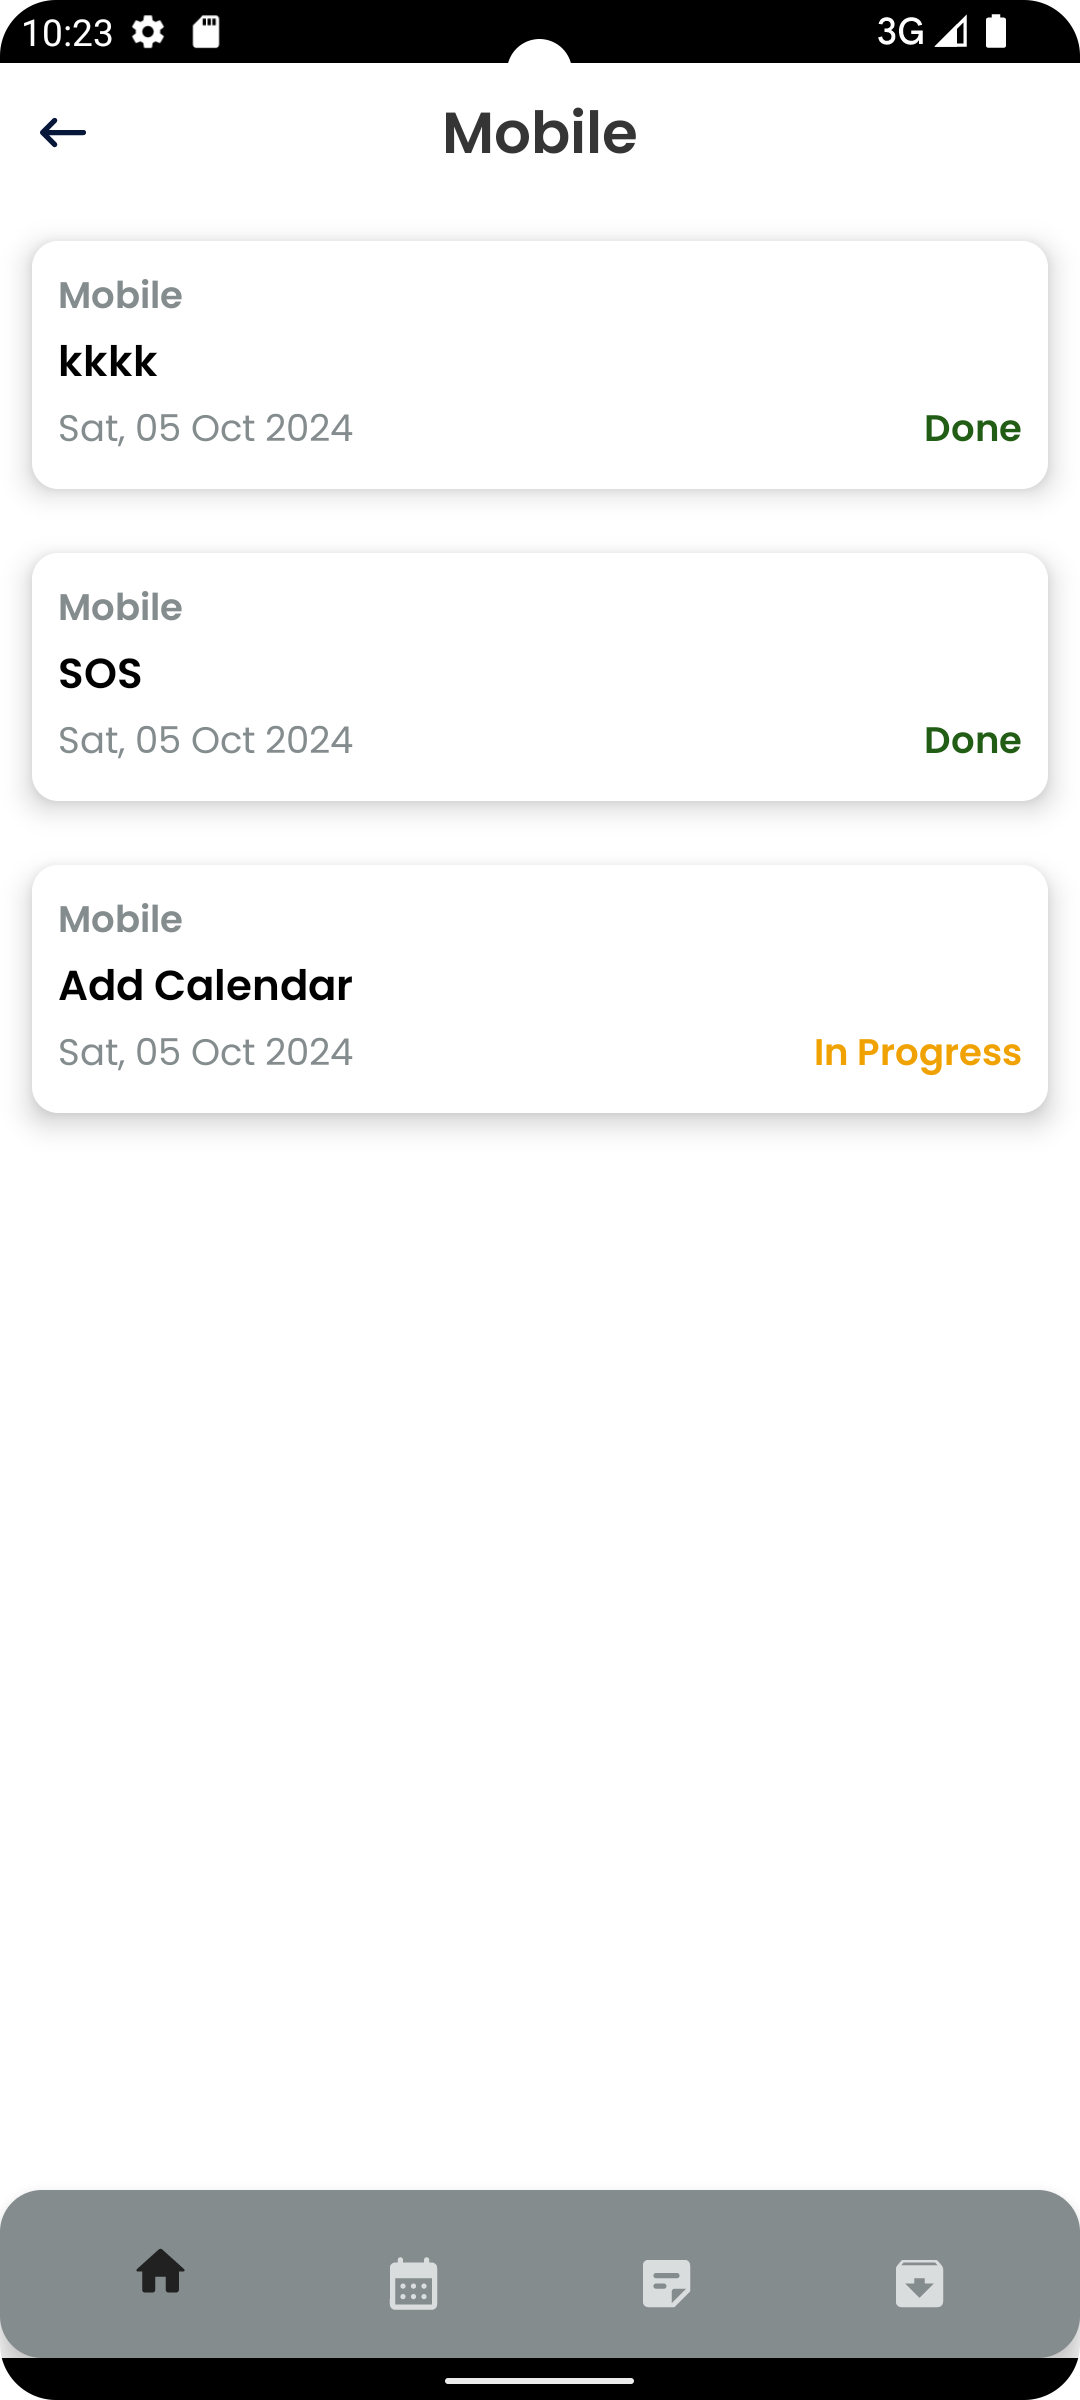 10:23
3G
Mobile
Mobile
kkkk
Sat, 05 Oct 2024
Done
Mobile
SOS
Sat, 05 Oct 2024
Done
Mobile
Add Calendar
Sat, 05 Oct 2024
In Progress